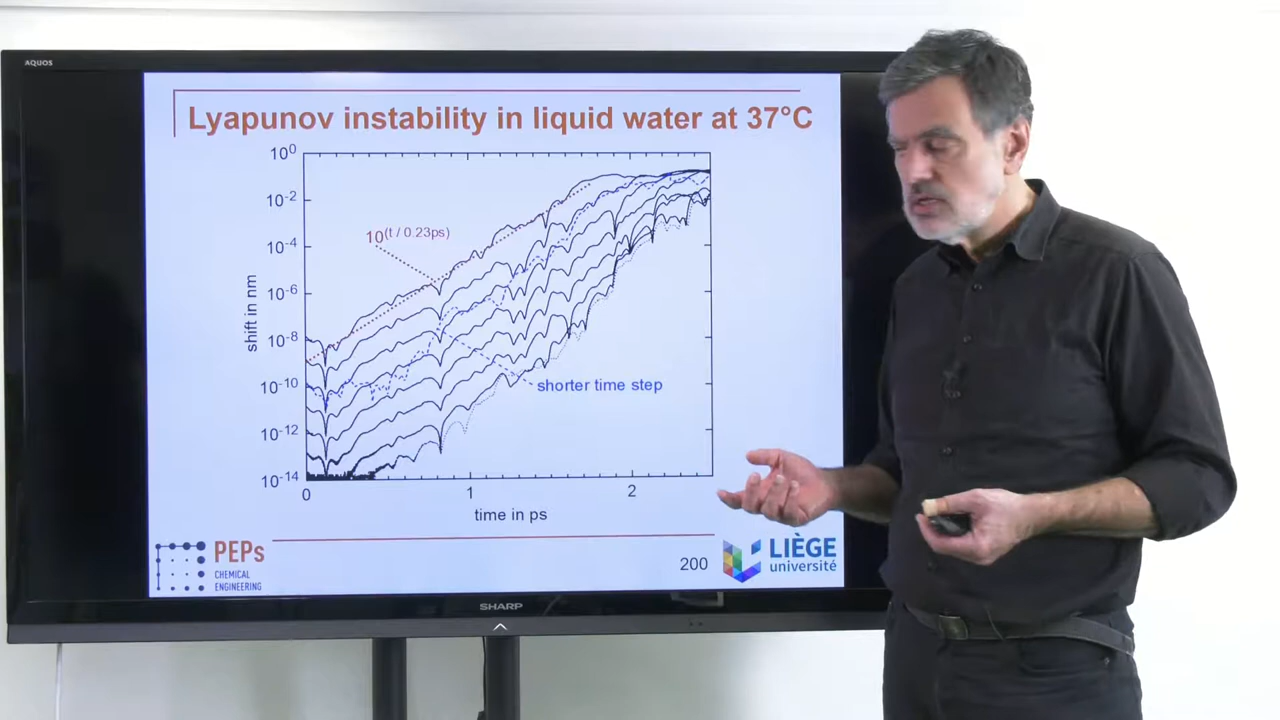 AQUOS
Lyapunov instability in liquid water at 37°C
10^0
10^-2
10^(t / 0.23ps)
10^-4
10^-6
shift in nm
10^-8
10^-10
shorter time step
10^-12
10^-14
0 1 2
time in ps
PEPs
CHEMICAL
ENGINEERING
200
LIÈGE
université
SHARP